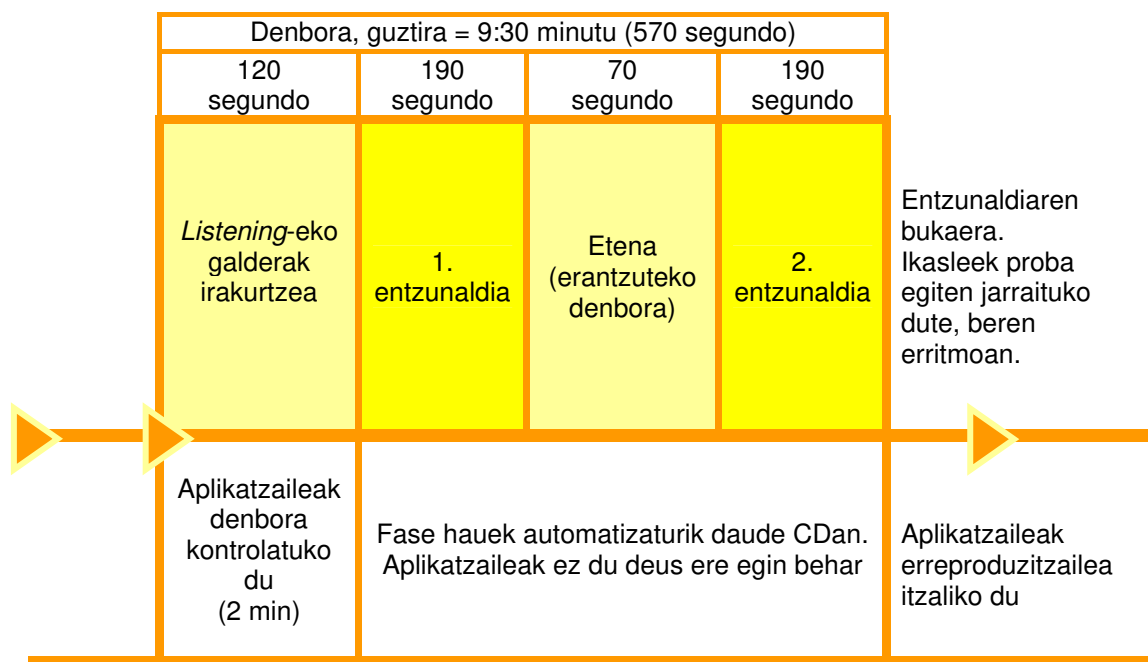 Denbora, guztira = 9:30 minutu (570 segundo)
120
segundo
190
segundo
70
segundo
190
segundo
Listening-eko
galderak
irakurtzea
1.
entzunaldia
Etena
(erantzuteko
denbora)
2.
entzunaldia
Entzunaldiaren
bukaera.
Ikasleek proba
egiten jarraituko
dute, beren
erritmoan.
Aplikatzaileak
denbora
kontrolatuko
du
(2 min)
Fase hauek automatizaturik daude CDan.
Aplikatzaileak ez du deus ere egin behar
Aplikatzaileak
erreproduzitzailea
itzaliko du